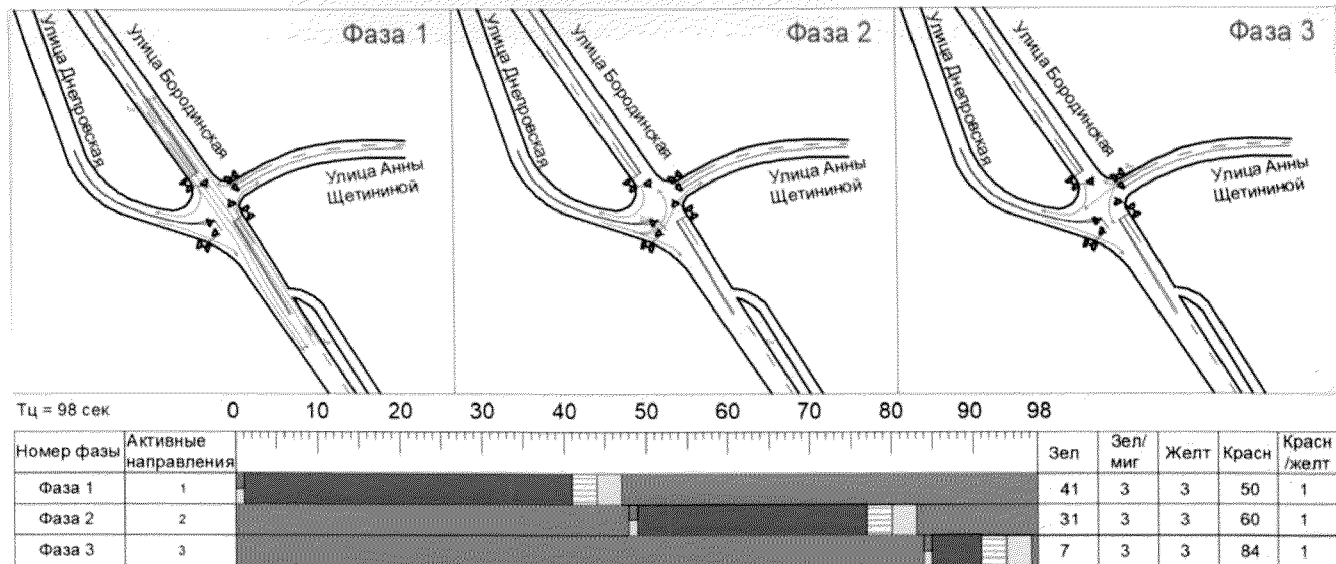 Фаза 1
Улица Днепровская
Улица Бородинская
Улица Анны
Щетининой
Фаза 2
Улица Днепровская
Улица Бородинская
Улица Анны
Щетининой
Фаза 3
Улица Днепровская
Улица Бородинская
Улица Анны
Щетининой
Тц = 98 сек 0 10 20 30 40 50 60 70 80 90 98
Номер фазы Активные направления Зел Зел/миг Желт Красн Красн/желт
Фаза 1 1 41 3 3 50 1
Фаза 2 2 31 3 3 60 1
Фаза 3 3 7 3 3 84 1